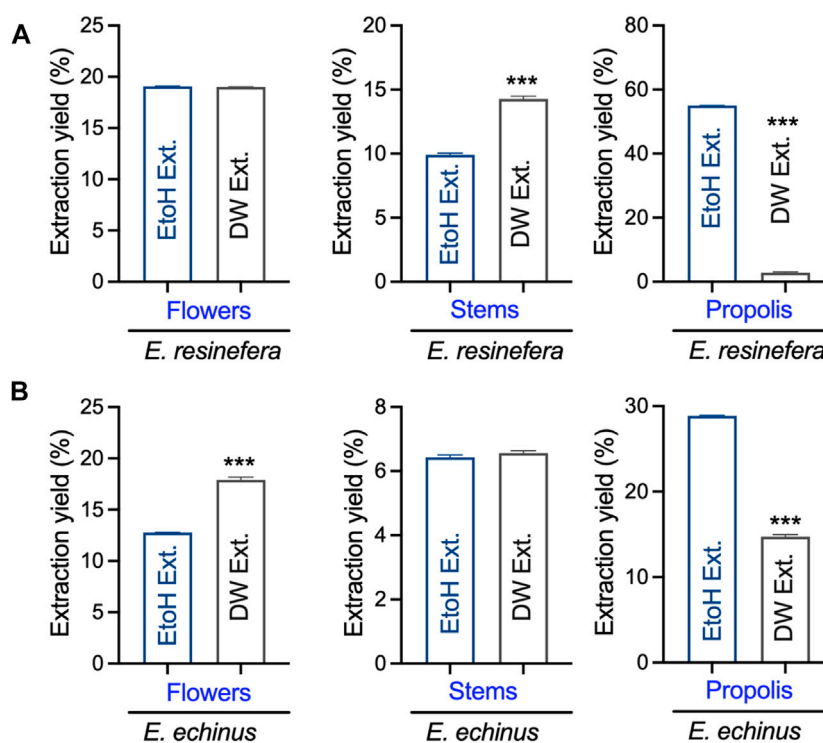 A
Extraction yield (%)
25
20
15
10
5
0
EtoH Ext.
DW Ext.
Flowers
E. resinefera
Extraction yield (%)
20
15
10
5
0
EtoH Ext.
***
DW Ext.
Stems
E. resinefera
Extraction yield (%)
80
60
40
20
0
EtoH Ext.
***
DW Ext.
Propolis
E. resinefera
B
Extraction yield (%)
25
20
15
10
5
0
EtoH Ext.
***
DW Ext.
Flowers
E. echinus
Extraction yield (%)
8
6
4
2
0
EtoH Ext.
DW Ext.
Stems
E. echinus
Extraction yield (%)
30
20
10
0
EtoH Ext.
***
DW Ext.
Propolis
E. echinus